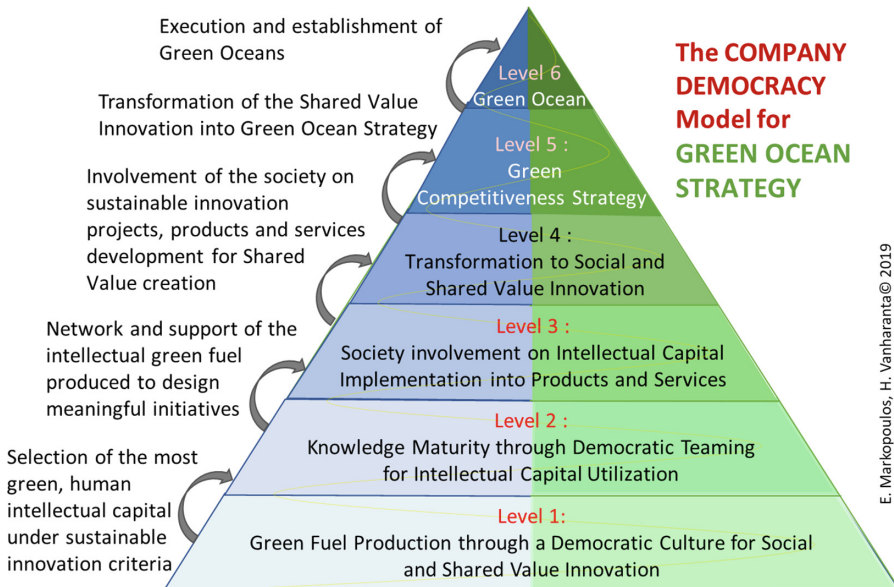 Execution and establishment of
Green Oceans
Transformation of the Shared Value
Innovation into Green Ocean Strategy
Involvement of the society on
sustainable innovation
projects, products and services
development for Shared
Value creation
Network and support of the
intellectual green fuel
produced to design
meaningful initiatives
Selection of the most
green, human
intellectual capital
under sustainable
innovation criteria
Level 6
Green Ocean
Level 5 :
Green
Competitiveness Strategy
Level 4 :
Transformation to Social and
Shared Value Innovation
Level 3 :
Society involvement on Intellectual Capital
Implementation into Products and Services
Level 2 :
Knowledge Maturity through Democratic Teaming
for Intellectual Capital Utilization
Level 1:
Green Fuel Production through a Democratic Culture for Social
and Shared Value Innovation
The COMPANY
DEMOCRACY
Model for
GREEN OCEAN
STRATEGY
E. Markopoulos, H. Vanharanta© 2019